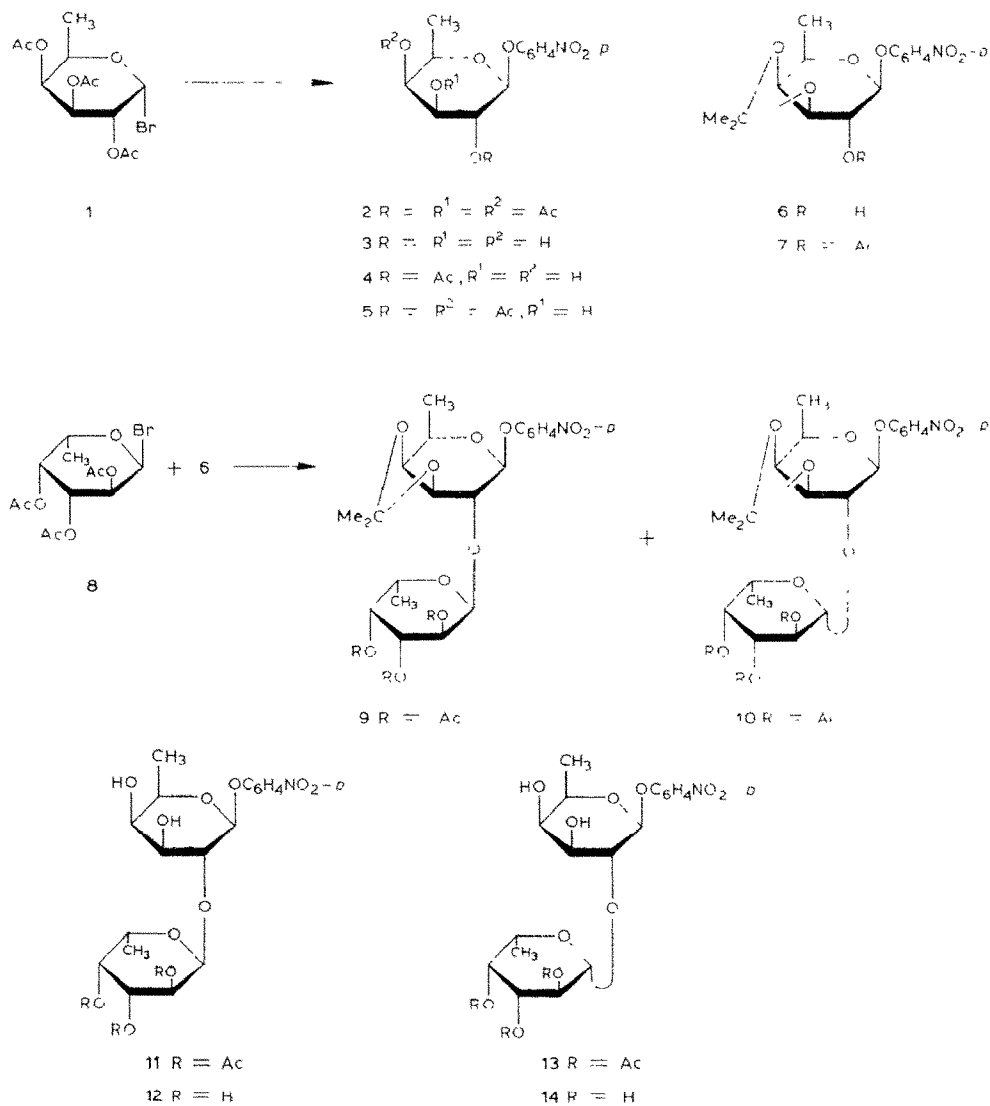 CH₃
AcO
O
OAc
Br
OAc
1
CH₃
R²O
O
OC₆H₄NO₂ p
OR¹
OR
2 R = R¹ = R² = Ac
3 R = R¹ = R² = H
4 R = Ac, R¹ = R² = H
5 R = R² = Ac, R¹ = H
CH₃
O
O
OC₆H₄NO₂-p
O
Me₂C
OR
6 R H
7 R = Ac
O
Br
CH₃
AcO
AcO
AcO
8
+ 6
CH₃
O
O
OC₆H₄NO₂-p
O
Me₂C
O
O
CH₃
RO
RO
RO
9 R = Ac
+
CH₃
O
O
OC₆H₄NO₂ p
O
Me₂C
O
O
CH₃
RO
RO
RO
10 R = Ac
CH₃
HO
O
OC₆H₄NO₂-p
OH
O
O
CH₃
RO
RO
RO
11 R = Ac
12 R = H
CH₃
HO
O
OC₆H₄NO₂ p
OH
O
O
CH₃
RO
RO
RO
13 R = Ac
14 R = H